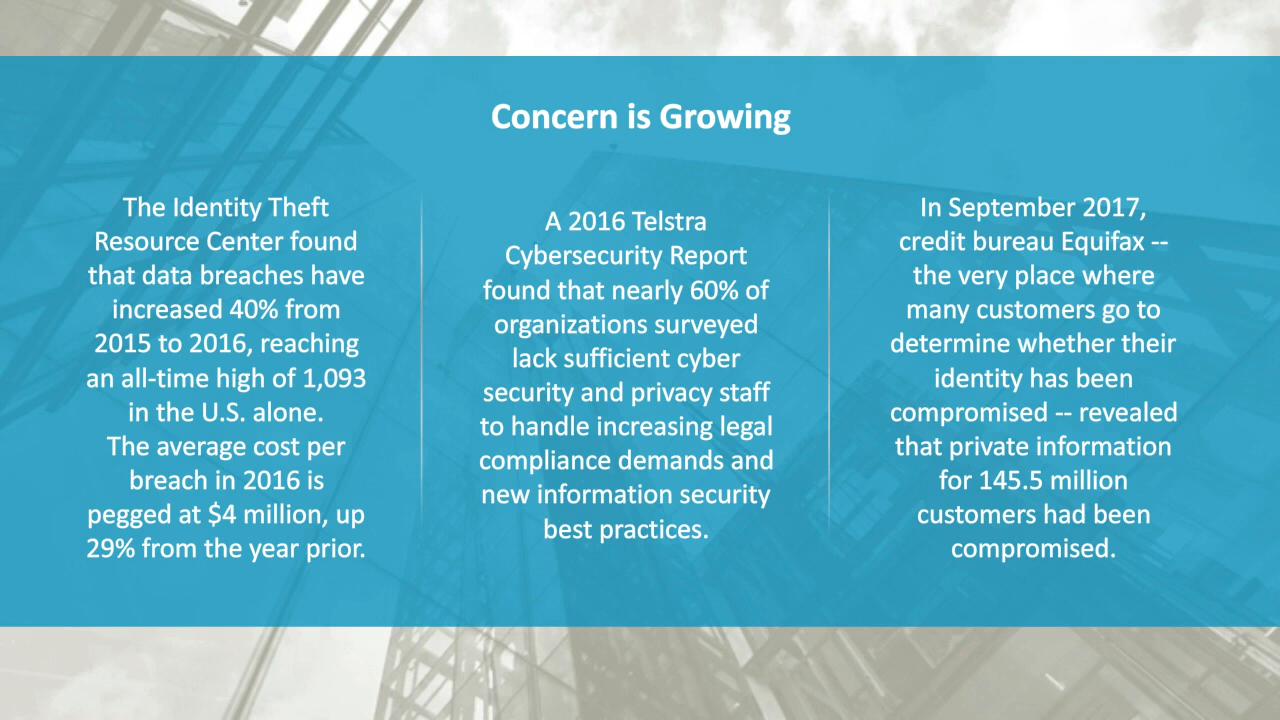 Concern is Growing
The Identity Theft
Resource Center found
that data breaches have
increased 40% from
2015 to 2016, reaching
an all-time high of 1,093
in the U.S. alone.
The average cost per
breach in 2016 is
pegged at $4 million, up
29% from the year prior.
A 2016 Telstra
Cybersecurity Report
found that nearly 60% of
organizations surveyed
lack sufficient cyber
security and privacy staff
to handle increasing legal
compliance demands and
new information security
best practices.
In September 2017,
credit bureau Equifax --
the very place where
many customers go to
determine whether their
identity has been
compromised -- revealed
that private information
for 145.5 million
customers had been
compromised.